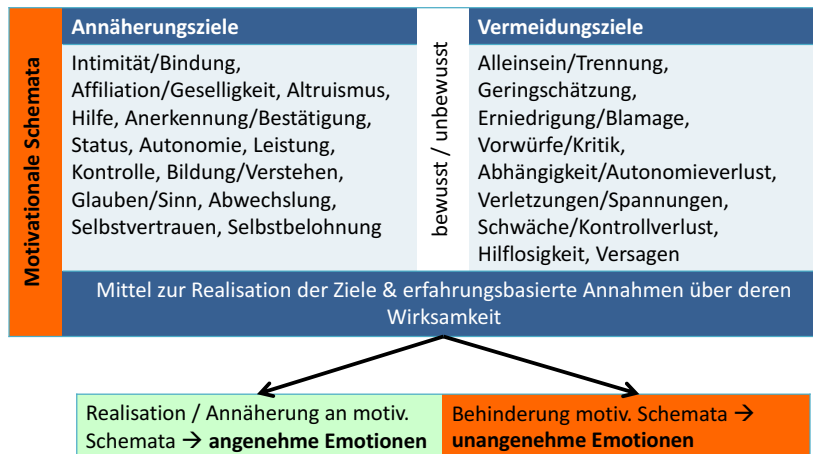 Motivationale Schemata
Annäherungsziele
Intimität/Bindung,
Affiliation/Geselligkeit, Altruismus,
Hilfe, Anerkennung/Bestätigung,
Status, Autonomie, Leistung,
Kontrolle, Bildung/Verstehen,
Glauben/Sinn, Abwechslung,
Selbstvertrauen, Selbstbelohnung
bewusst / unbewusst
Vermeidungsziele
Alleinsein/Trennung,
Geringschätzung,
Erniedrigung/Blamage,
Vorwürfe/Kritik,
Abhängigkeit/Autonomieverlust,
Verletzungen/Spannungen,
Schwäche/Kontrollverlust,
Hilflosigkeit, Versagen
Mittel zur Realisation der Ziele & erfahrungsbasierte Annahmen über deren
Wirksamkeit
Realisation / Annäherung an motiv.
Schemata → angenehme Emotionen
Behinderung motiv. Schemata →
unangenehme Emotionen